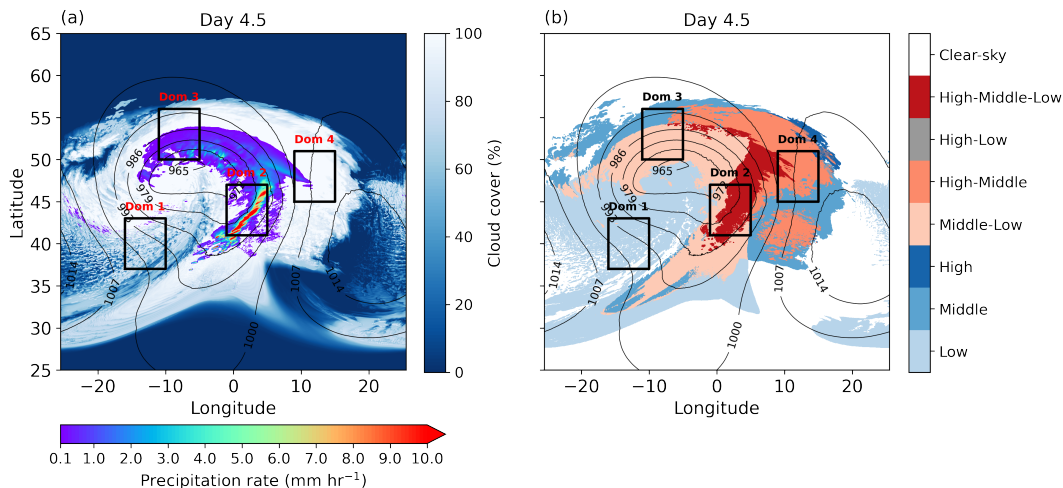 (a)
Day 4.5
65
60
55
50
45
40
35
30
25
Latitude
−20
−10
0
10
20
Longitude
Dom 3
Dom 4
Dom 2
Dom 1
986
965
979
1014
1007
1000
1007
1014
100
80
60
40
20
0
Cloud cover (%)
0.1 1.0 2.0 3.0 4.0 5.0 6.0 7.0 8.0 9.0 10.0
Precipitation rate (mm hr⁻¹)
(b)
Day 4.5
Dom 3
Dom 4
Dom 2
Dom 1
986
965
979
1014
1007
1000
1007
1014
−20
−10
0
10
20
Longitude
Clear-sky
High-Middle-Low
High-Low
High-Middle
Middle-Low
High
Middle
Low